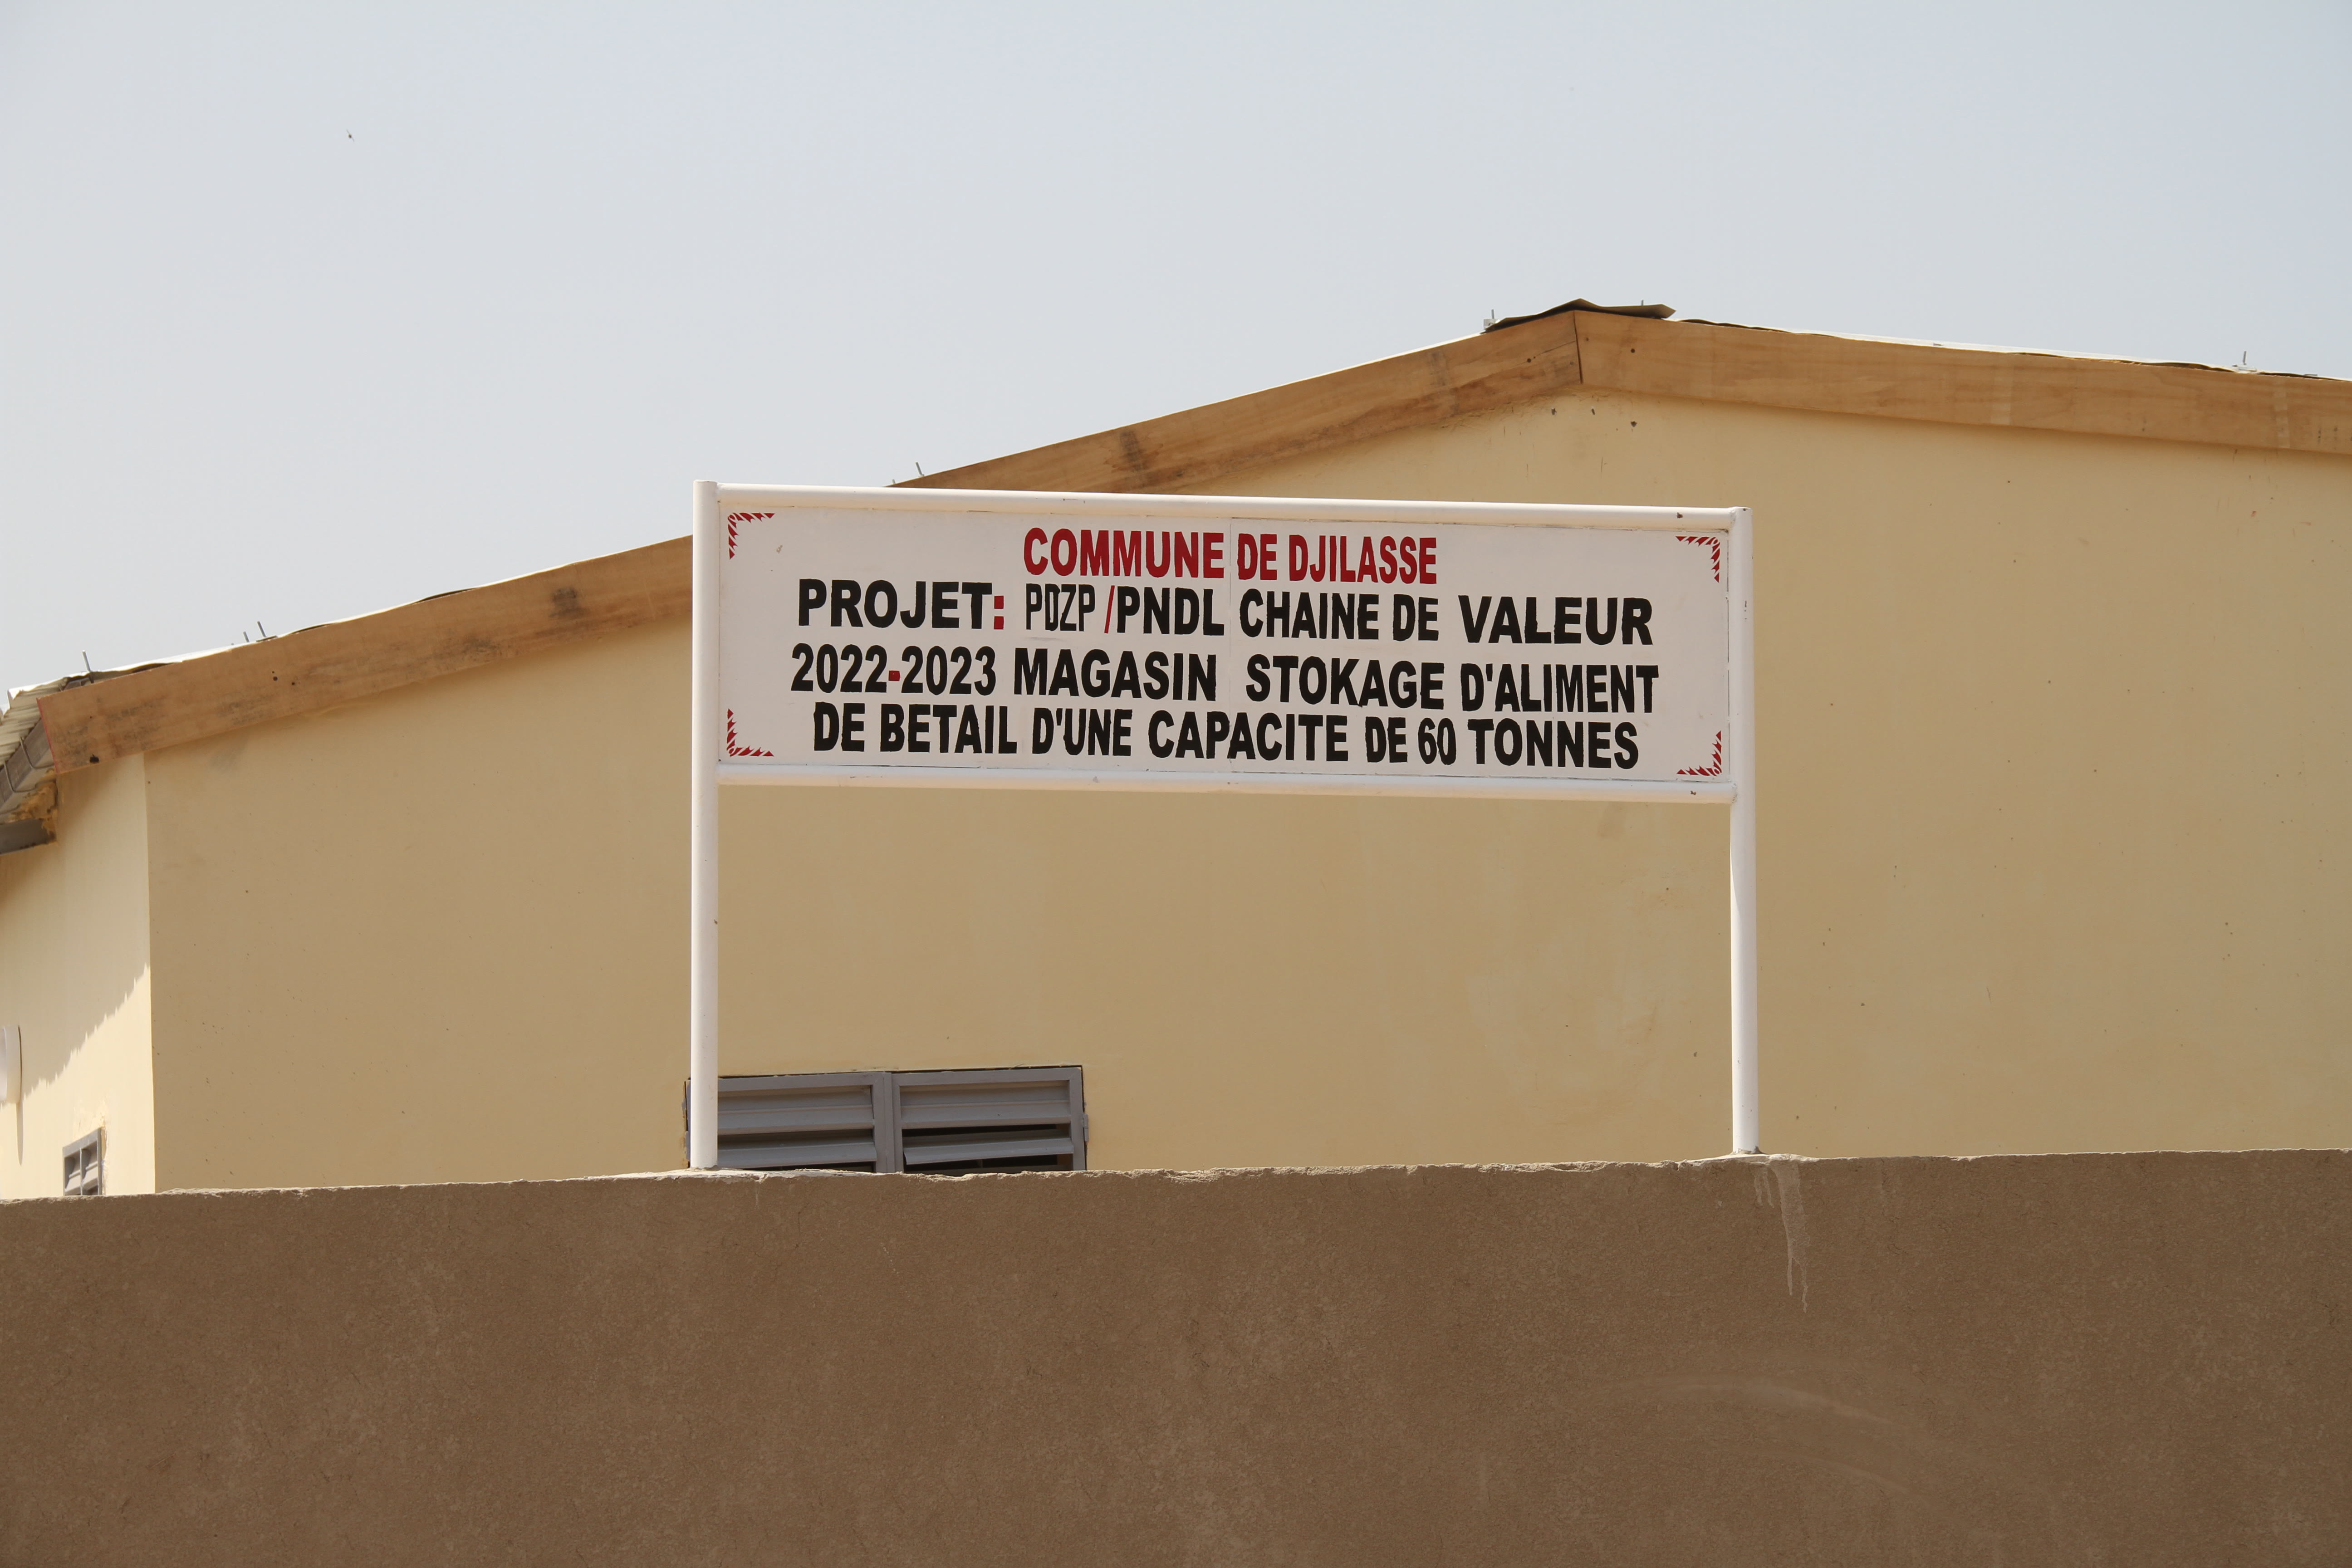 COMMUNE DE DJILASSE
PROJET: PDZP /PNDL CHAINE DE VALEUR
2022-2023 MAGASIN STOKAGE D'ALIMENT
DE BETAIL D'UNE CAPACITE DE 60 TONNES